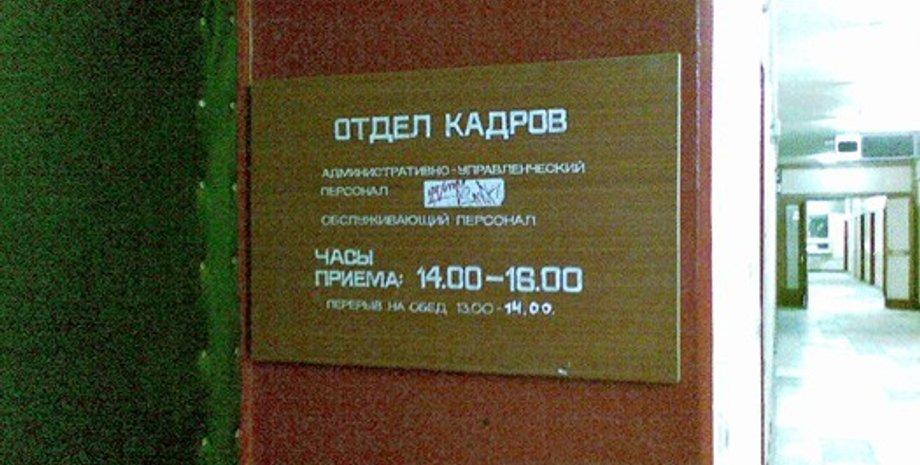 ОТДЕЛ КАДРОВ
АДМИНИСТРАТИВНО-УПРАВЛЕНЧЕСКИЙ
ПЕРСОНАЛ
ОБСЛУЖИВАЮЩИЙ ПЕРСОНАЛ
ЧАСЫ
ПРИЕМА: 14.00-16.00
ПЕРЕРЫВ НА ОБЕД 13.00-14.00.